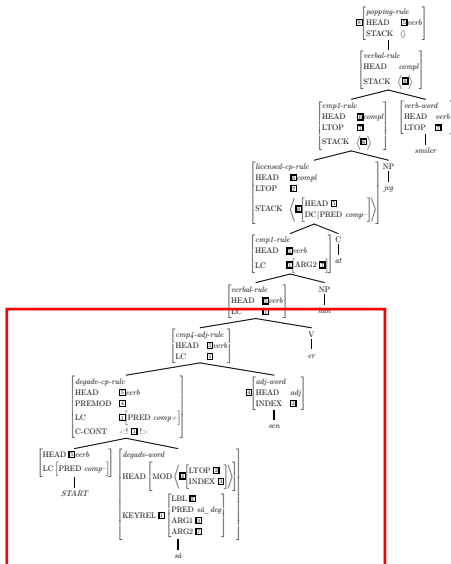 popping-rule
HEAD verb
STACK ⟨⟩
verbal-rule
HEAD compl
STACK
cmp1-rule
HEAD compl
LTOP
STACK
verb-word
HEAD verb
LTOP
smiler
licensed-cp-rule
HEAD compl
LTOP
STACK HEAD
DC|PRED comp-
NP
jeg
cmp1-rule
HEAD verb
LC ARG2
C
at
verbal-rule
HEAD verb
LC
NP
han
cmp4-adj-rule
HEAD verb
LC
V
er
degadv-cp-rule
HEAD verb
PREMOD
LC PRED comp+
C-CONT <! !>
adj-word
HEAD adj
INDEX
sen
HEAD verb
LC PRED comp-
START
degadv-word
HEAD MOD LTOP
INDEX
KEYREL LBL
PRED så_deg
ARG1
ARG2
så